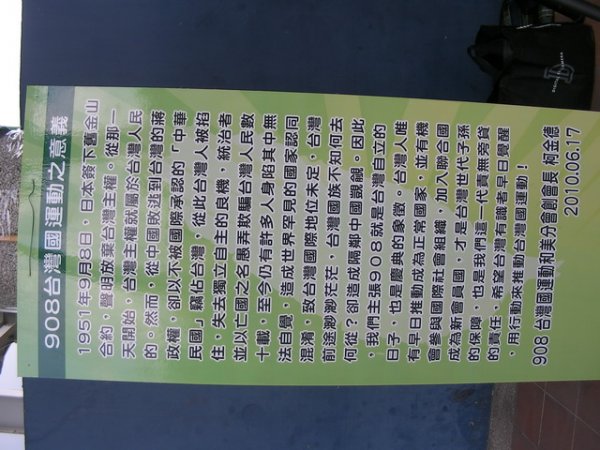 908台灣國運動之意義
1951年9月8日，日本簽下舊金山
合約，聲明放棄台灣主權。從那一
天開始，台灣主權就屬於台灣人民
的。然而，從中國敗逃到台灣的蔣
政權，卻以不被國際承認的「中華
民國」竊佔台灣，從此台灣人被掐
住，失去獨立自主的良機，統治者
並以亡國之名愚弄欺騙台灣人民數
十載，至今仍有許多人身陷其中無
法自覺，造成世界罕見的國家認同
混淆，致台灣國際地位未定，台灣
前途渺渺茫茫，台灣國族不知何去
何從？卻造成隔鄰中國覬覦。因此
，我們主張908就是台灣自立的
日子，也是慶典的象徵。台灣人唯
有早日推動成為正常國家，並有機
會參與國際社會組織，加入聯合國
成為新會員國，才是台灣世代子孫
的保障，也是我們這一代責無旁貸
的責任，希望台灣有識者早日覺醒
，用行動來推動台灣國運動！
908 台灣國運動和美分會創會長 柯金德
2010.06.17